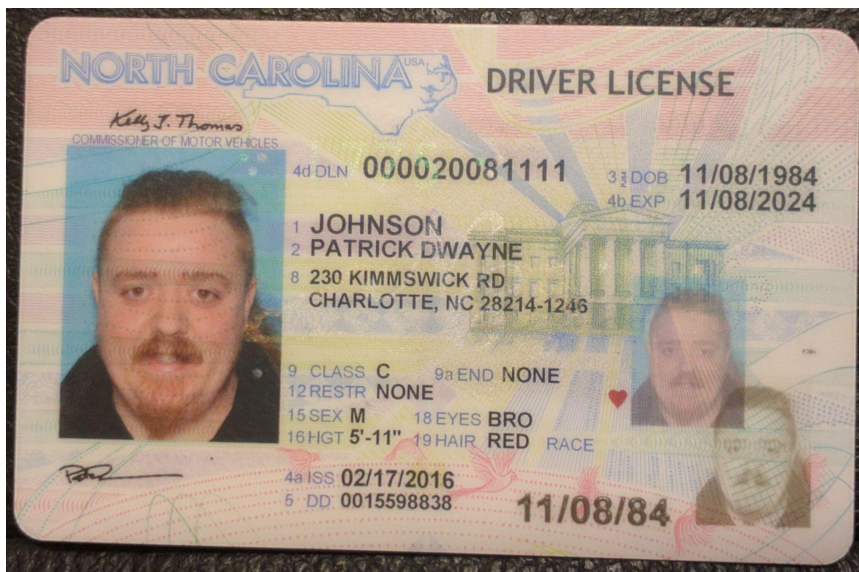 NORTH CAROLINA USA
DRIVER LICENSE
Kelly J. Thomas
COMMISSIONER OF MOTOR VEHICLES
4d DLN 000020081111
3 DOB 11/08/1984
4b EXP 11/08/2024
1 JOHNSON
2 PATRICK DWAYNE
8 230 KIMMSWICK RD
CHARLOTTE, NC 28214-1246
9 CLASS C 9a END NONE
12 RESTR NONE
15 SEX M 18 EYES BRO
16 HGT 5'-11" 19 HAIR RED RACE
4a ISS 02/17/2016
5 DD 0015598838
11/08/84